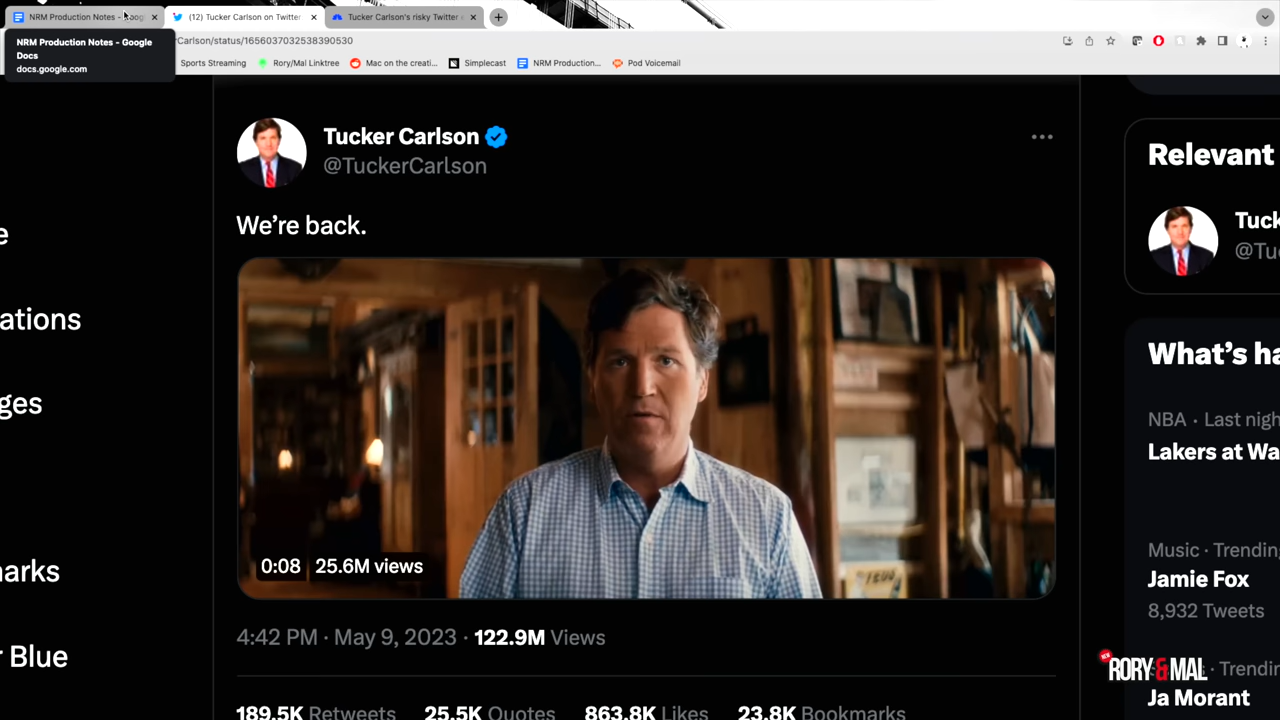 NRM Production Notes - Googl
(12) Tucker Carlson on Twitter
Tucker Carlson's risky Twitter
NRM Production Notes - Google
Docs
docs.google.com
Carlson/status/1656037032538390530
Sports Streaming
Rory/Mal Linktree
Mac on the creati...
Simplecast
NRM Production...
Pod Voicemail
Tucker Carlson
@TuckerCarlson
We're back.
0:08 25.6M views
4:42 PM · May 9, 2023 · 122.9M Views
189.5K Retweets 25.5K Quotes 863.8K Likes 23.8K Bookmarks
e
ations
ges
arks
r Blue
Relevant
Tuck
@Tu
What's ha
NBA · Last nigh
Lakers at Wa
Music · Trending
Jamie Fox
8,932 Tweets
· Trendin
Ja Morant
NEW
RORY & MAL